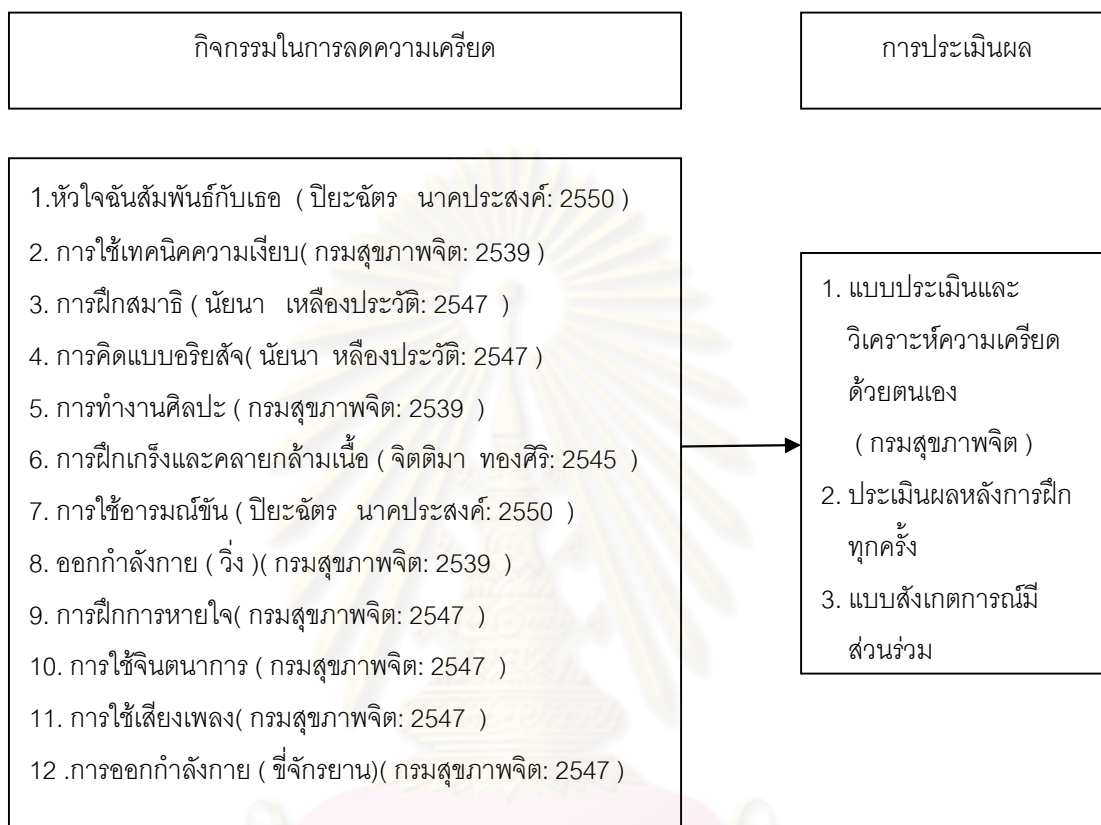 กิจกรรมในการลดความเครียด
การประเมินผล
1.หัวใจฉันสัมพันธ์กับเธอ ( ปิยะฉัตร นาคประสงค์: 2550 )
2. การใช้เทคนิคความเงียบ( กรมสุขภาพจิต: 2539 )
3. การฝึกสมาธิ ( นัยนา เหลืองประวัติ: 2547 )
4. การคิดแบบอริยสัจ( นัยนา หลืองประวัติ: 2547 )
5. การทำงานศิลปะ ( กรมสุขภาพจิต: 2539 )
6. การฝึกเกร็งและคลายกล้ามเนื้อ ( จิตติมา ทองศิริ: 2545 )
7. การใช้อารมณ์ขัน ( ปิยะฉัตร นาคประสงค์: 2550 )
8. ออกกำลังกาย ( วิ่ง )( กรมสุขภาพจิต: 2539 )
9. การฝึกการหายใจ( กรมสุขภาพจิต: 2547 )
10. การใช้จินตนาการ ( กรมสุขภาพจิต: 2547 )
11. การใช้เสียงเพลง( กรมสุขภาพจิต: 2547 )
12 .การออกกำลังกาย ( ขี่จักรยาน)( กรมสุขภาพจิต: 2547 )
1. แบบประเมินและ
วิเคราะห์ความเครียด
ด้วยตนเอง
( กรมสุขภาพจิต )
2. ประเมินผลหลังการฝึก
ทุกครั้ง
3. แบบสังเกตการณ์มี
ส่วนร่วม